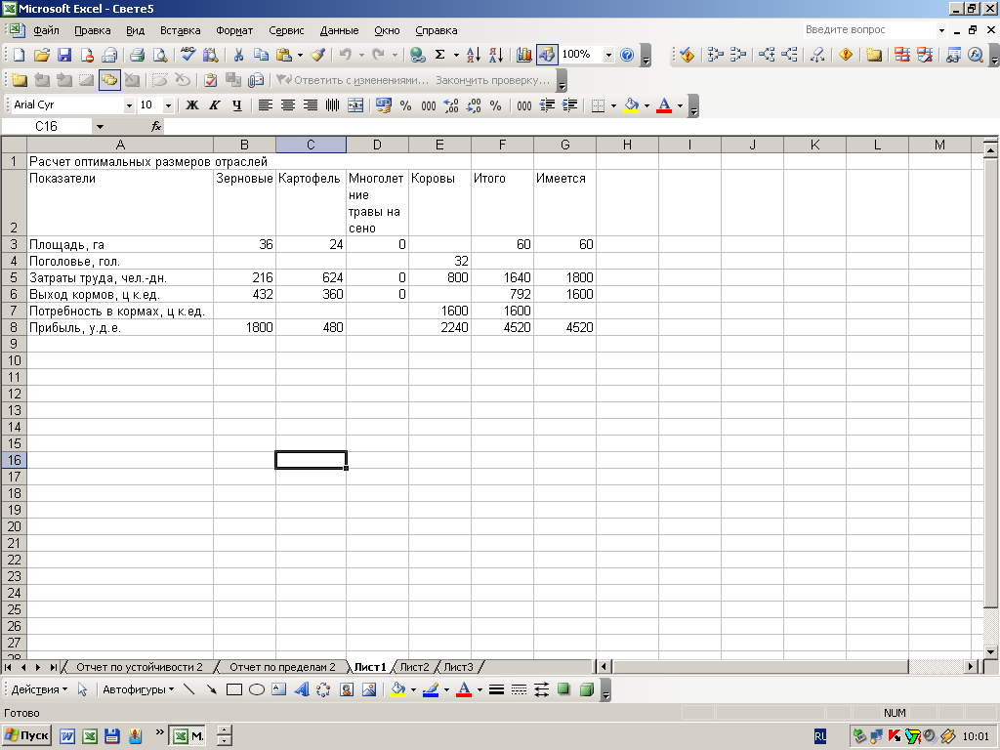 Microsoft Excel - Свете5
Файл Правка Вид Вставка Формат Сервис Данные Окно Справка Введите вопрос
100%
Ответить с изменениями... Закончить проверку...
Arial Cyr 10 Ж К Ч % 000 % 000
C16 fx
A B C D E F G H I J K L M
1 Расчет оптимальных размеров отраслей
2 Показатели Зерновые Картофель Многолет ние травы на сено Коровы Итого Имеется
3 Площадь, га 36 24 0 60 60
4 Поголовье, гол. 32
5 Затраты труда, чел.-дн. 216 624 0 800 1640 1800
6 Выход кормов, ц к.ед. 432 360 0 792 1600
7 Потребность в кормах, ц к.ед. 1600 1600
8 Прибыль, у.д.е. 1800 480 2240 4520 4520
9
10
11
12
13
14
15
16
17
18
19
20
21
22
23
24
25
26
27
28
Отчет по устойчивости 2 Отчет по пределам 2 Лист1 Лист2 Лист3
Действия Автофигуры
Готово NUM
Пуск M. RU 10:01